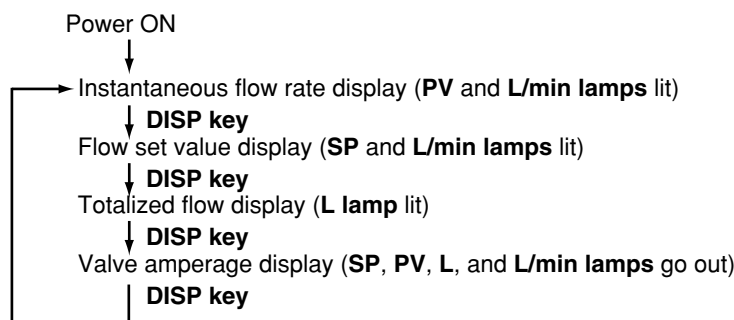 Power ON
Instantaneous flow rate display (PV and L/min lamps lit)
DISP key
Flow set value display (SP and L/min lamps lit)
DISP key
Totalized flow display (L lamp lit)
DISP key
Valve amperage display (SP, PV, L, and L/min lamps go out)
DISP key